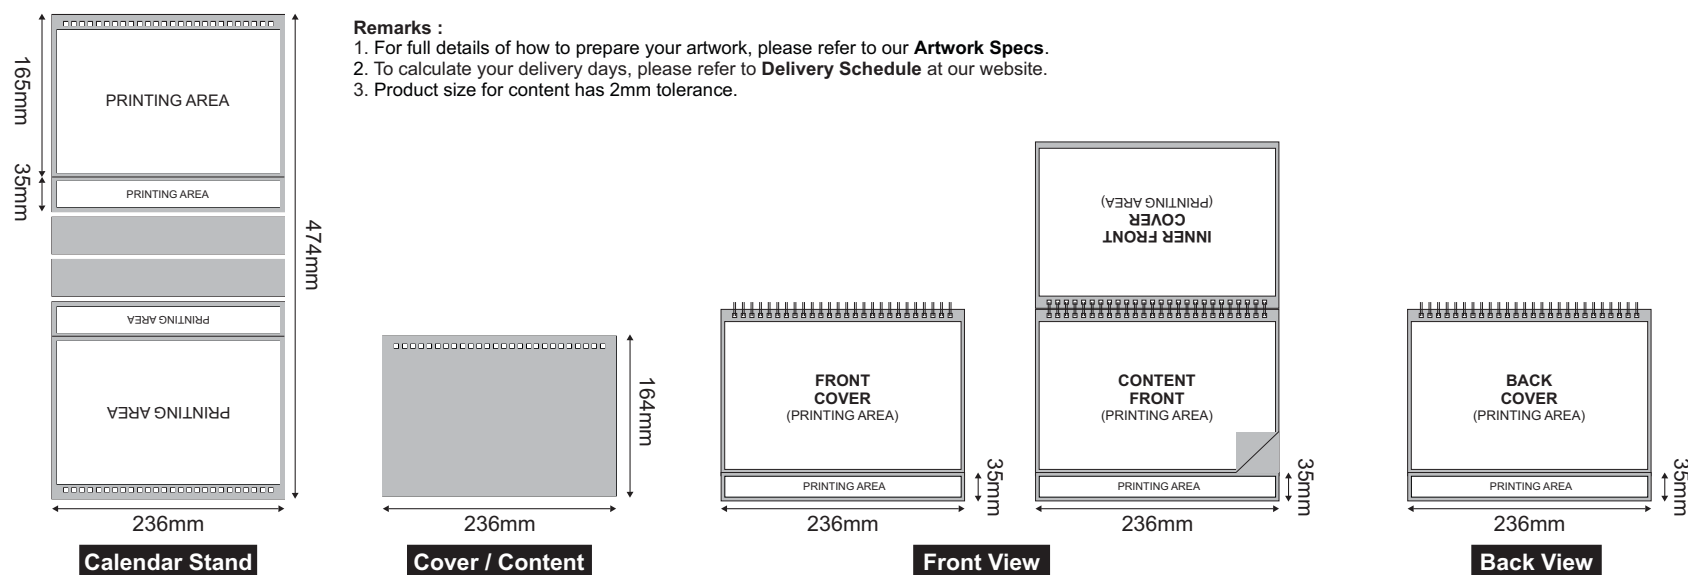 Remarks :
1. For full details of how to prepare your artwork, please refer to our Artwork Specs.
2. To calculate your delivery days, please refer to Delivery Schedule at our website.
3. Product size for content has 2mm tolerance.
165mm
35mm
PRINTING AREA
PRINTING AREA
474mm
PRINTING AREA
PRINTING AREA
236mm
Calendar Stand
164mm
236mm
Cover / Content
FRONT
COVER
(PRINTING AREA)
PRINTING AREA
35mm
236mm
INNER FRONT
COVER
(PRINTING AREA)
CONTENT
FRONT
(PRINTING AREA)
PRINTING AREA
35mm
236mm
Front View
BACK
COVER
(PRINTING AREA)
PRINTING AREA
35mm
236mm
Back View